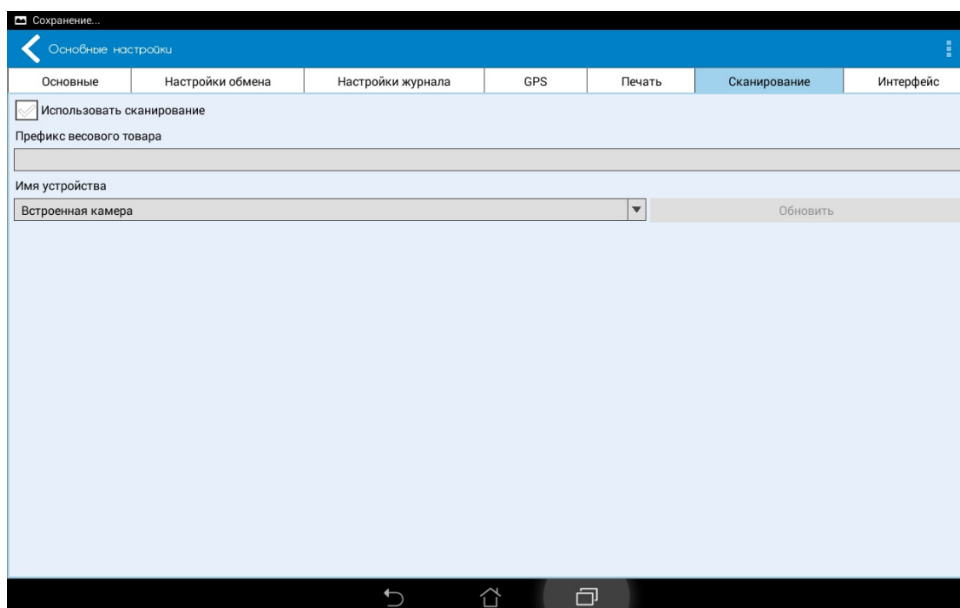 Сохранение...
Основные настройки
Основные Настройки обмена Настройки журнала GPS Печать Сканирование Интерфейс
Использовать сканирование
Префикс весового товара
Имя устройства
Встроенная камера Обновить